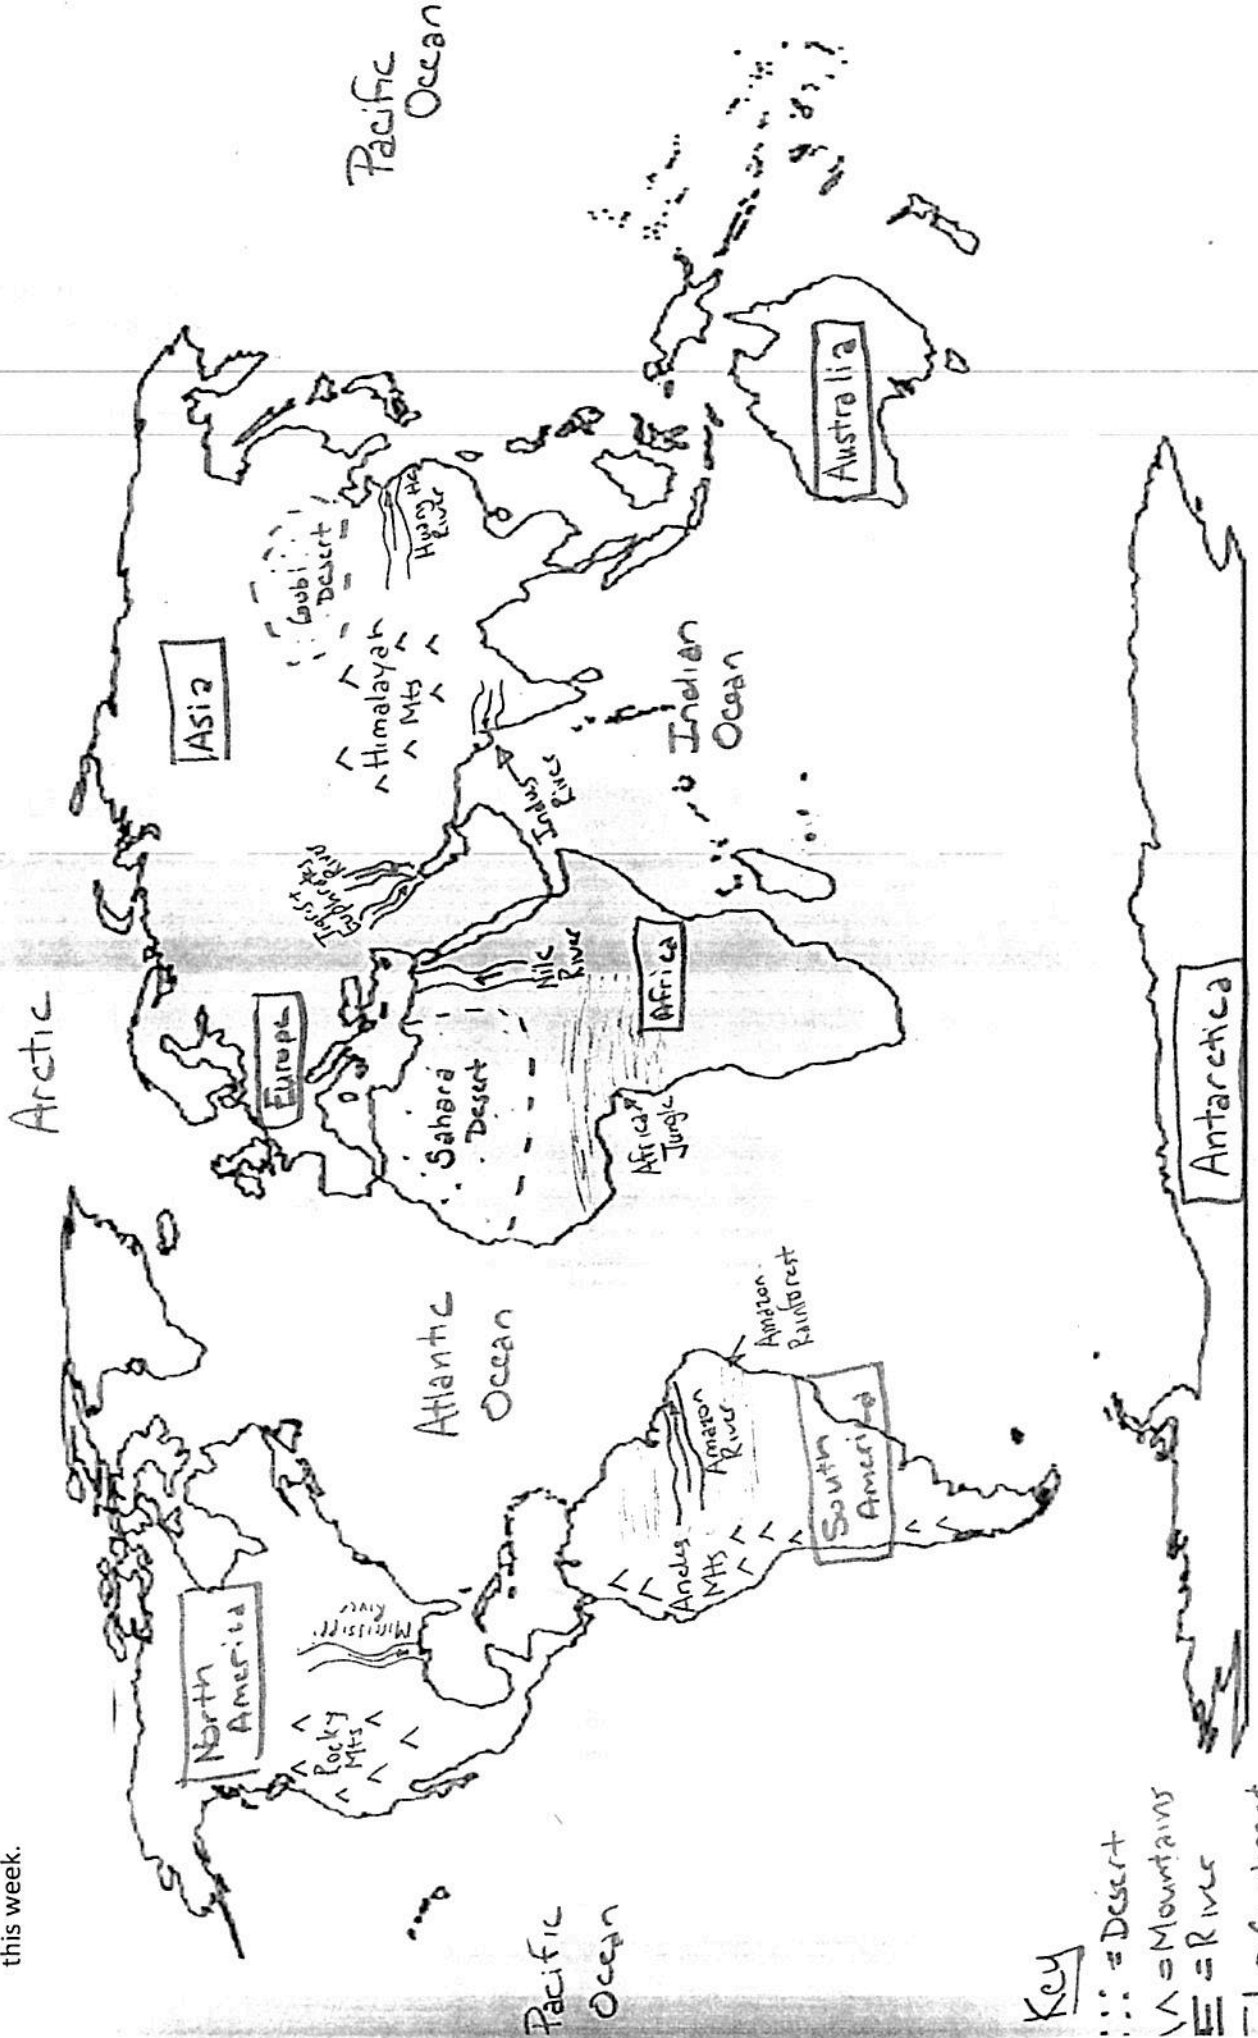 this week.
Arctic
Pacific
Ocean
Asia
Europe
North
America
Gobi
Desert
Rocky
Mts
Mississippi
River
Tigris +
Euphrates
River
Himalayan
Mts
Huang He
River
Atlantic
Ocean
Sahara
Desert
Nile
River
Indus
River
Pacific
Ocean
Andes
Mts
Amazon
River
Amazon
Rainforest
Africa
Jungle
Africa
Indian
Ocean
South
America
Australia
Antarctica
Key
= Desert
= Mountains
= River